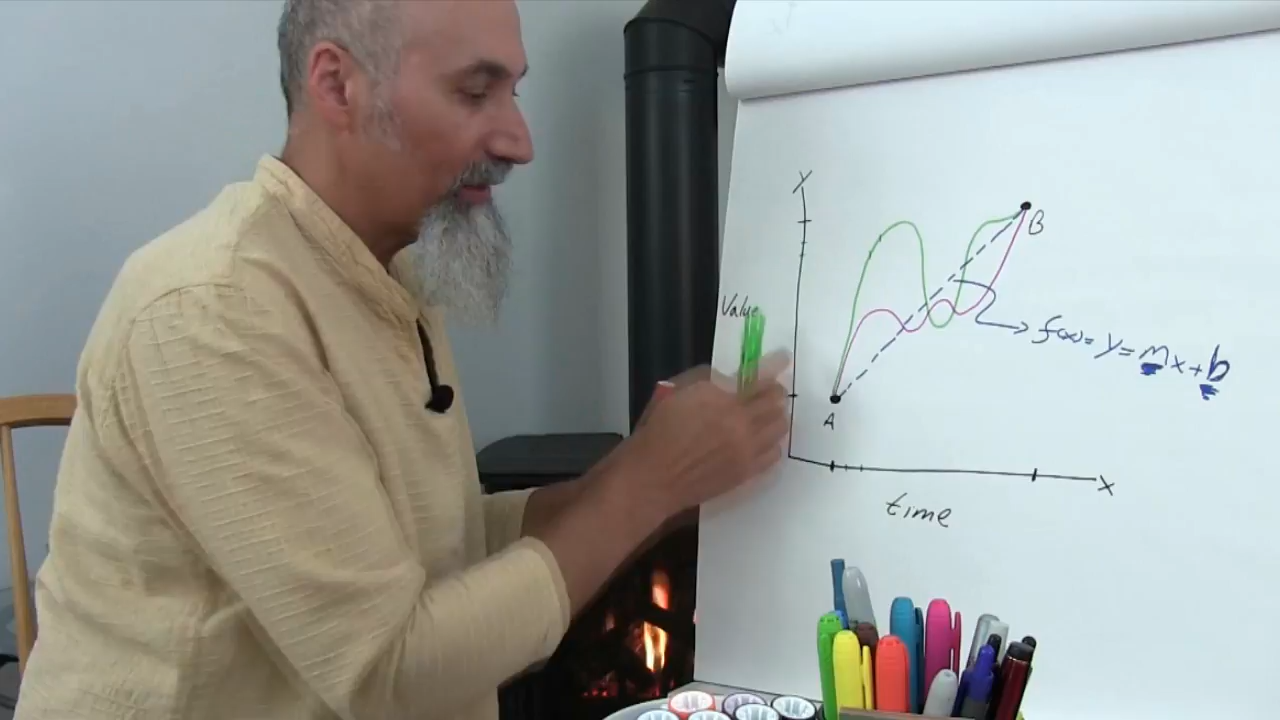 Y
B
Value
f(x)= y=mx+b
A
X
time